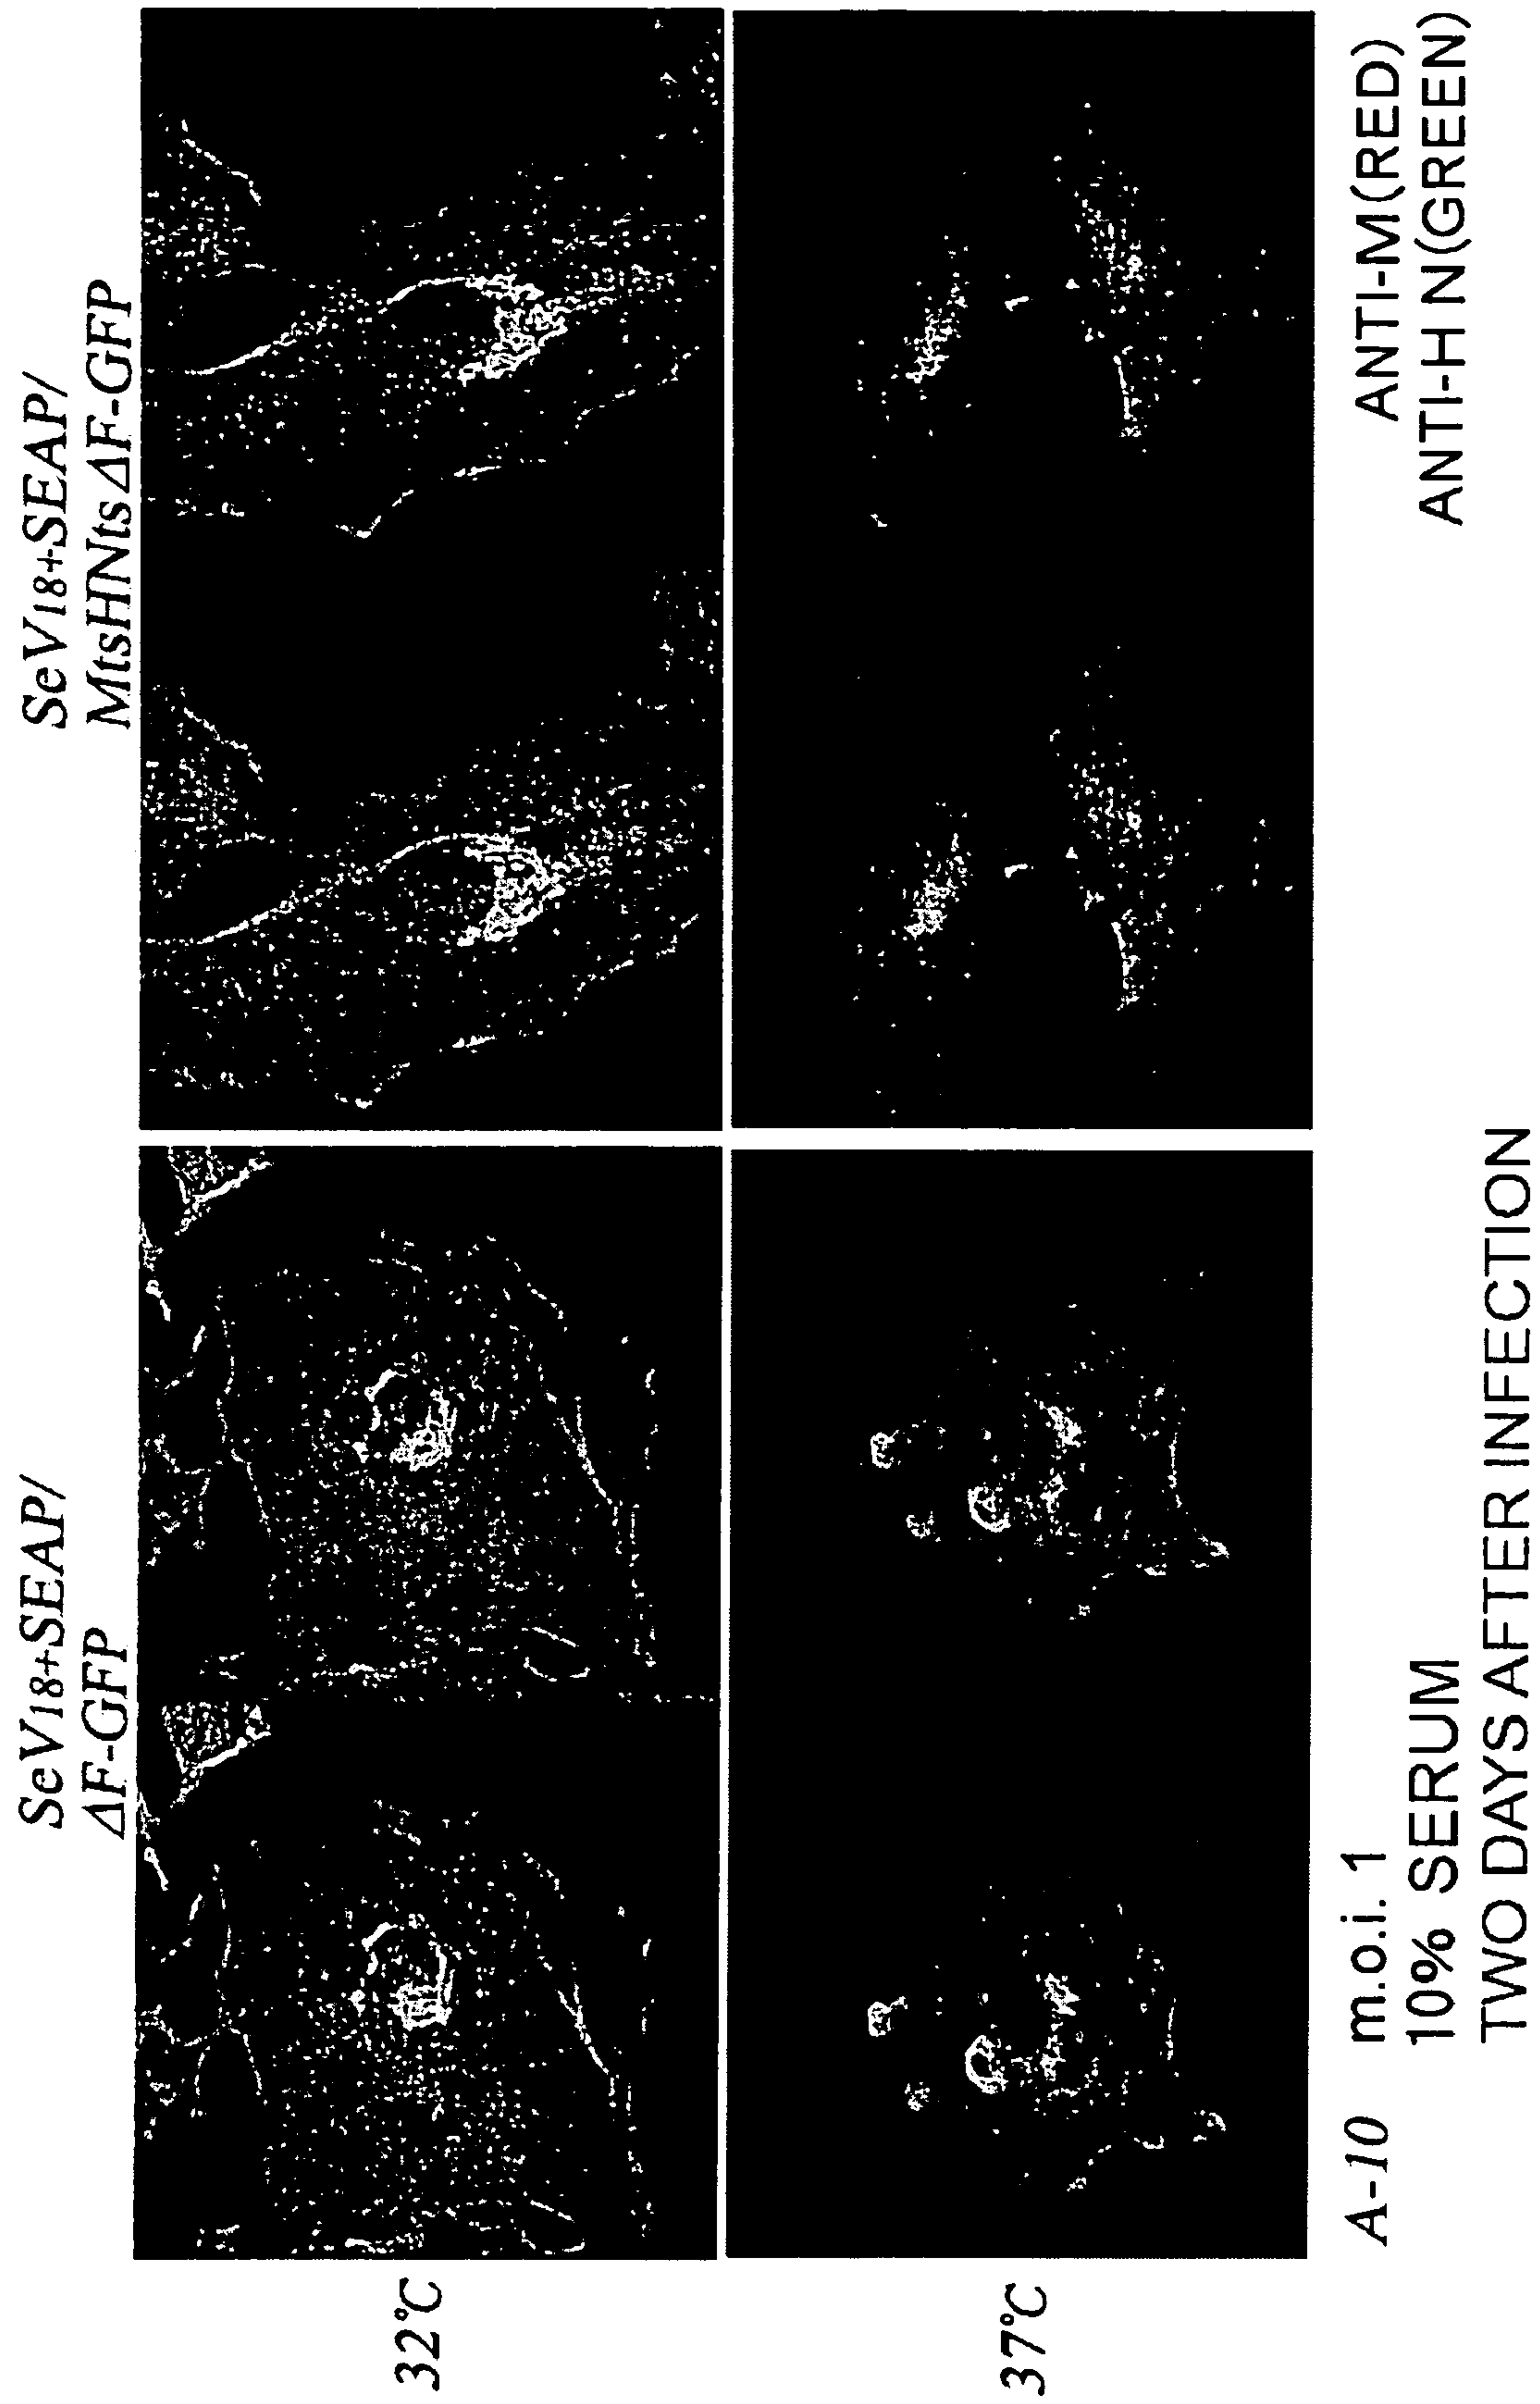 SeV18+SEAP/
ΔF-GFP
SeV18+SEAP/
MtsHNtsΔF-GFP
32°C
37°C
A-10 m.o.i. 1
10% SERUM
TWO DAYS AFTER INFECTION
ANTI-M(RED)
ANTI-H N(GREEN)